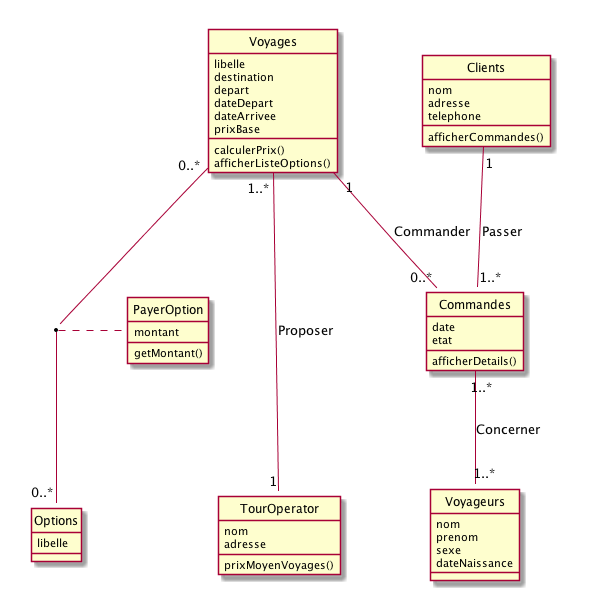 Voyages
libelle
destination
depart
dateDepart
dateArrivee
prixBase
calculerPrix()
afficherListeOptions()
Clients
nom
adresse
telephone
afficherCommandes()
0..*
1..*
1
1
Commander
Passer
0..*
1..*
PayerOption
montant
getMontant()
Proposer
Commandes
date
etat
afficherDetails()
1..*
Concerner
0..*
1
1..*
Options
libelle
TourOperator
nom
adresse
prixMoyenVoyages()
Voyageurs
nom
prenom
sexe
dateNaissance